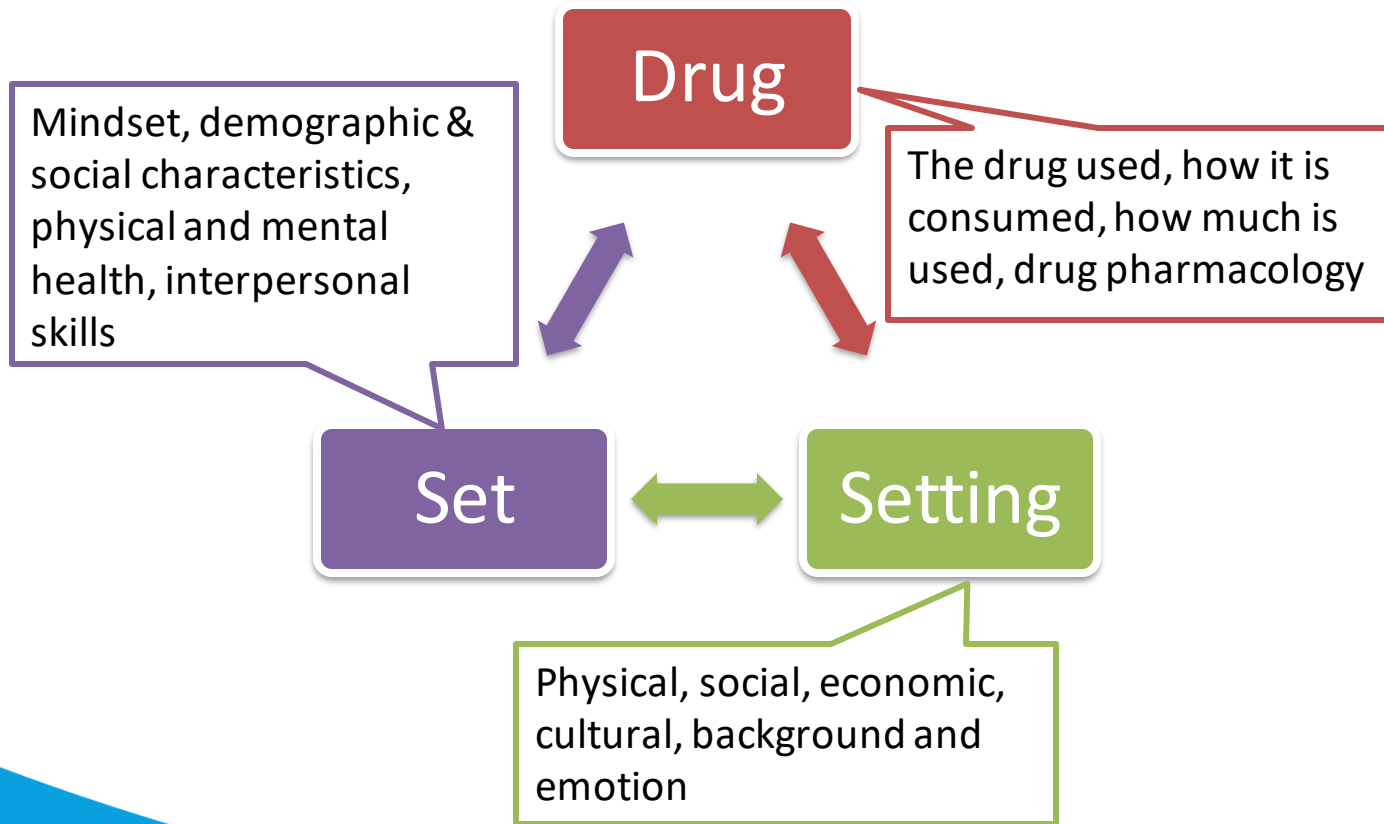 Drug
Mindset, demographic &
social characteristics,
physical and mental
health, interpersonal
skills
The drug used, how it is
consumed, how much is
used, drug pharmacology
Set
Setting
Physical, social, economic,
cultural, background and
emotion